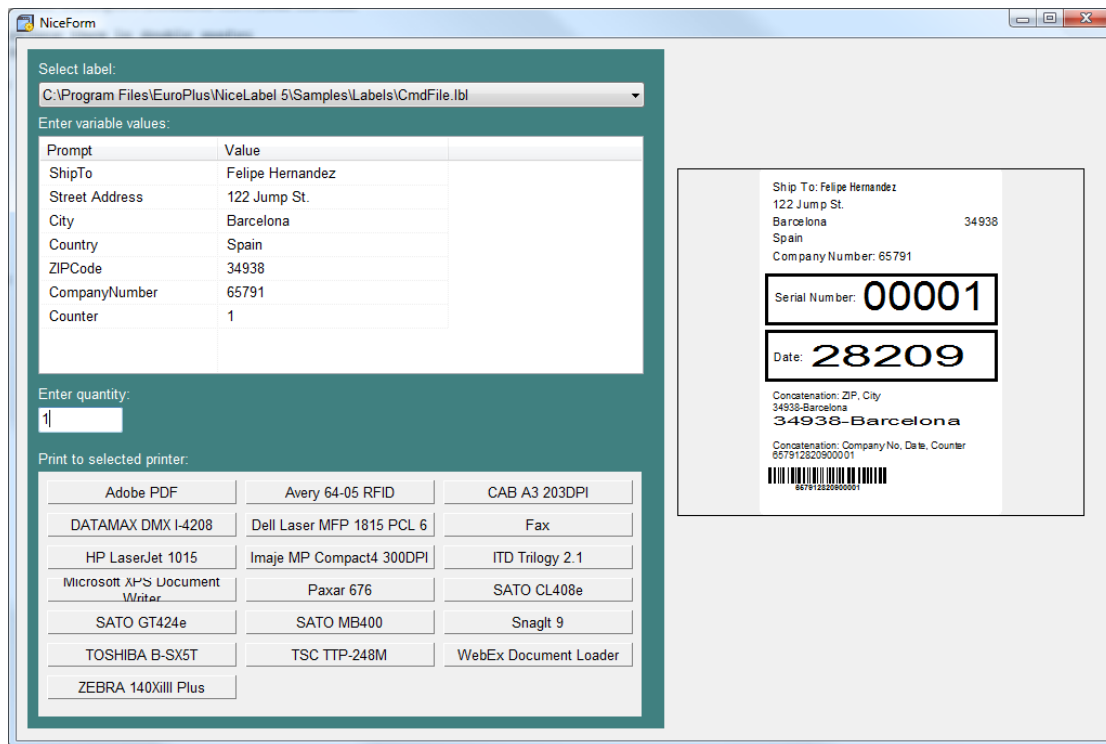 NiceForm
Select label:
C:\Program Files\EuroPlus\NiceLabel 5\Samples\Labels\CmdFile.lbl
Enter variable values:
Prompt Value
ShipTo Felipe Hernandez
Street Address 122 Jump St.
City Barcelona
Country Spain
ZIPCode 34938
CompanyNumber 65791
Counter 1
Enter quantity:
1
Print to selected printer:
Adobe PDF Avery 64-05 RFID CAB A3 203DPI
DATAMAX DMX I-4208 Dell Laser MFP 1815 PCL 6 Fax
HP LaserJet 1015 Imaje MP Compact4 300DPI ITD Trilogy 2.1
Microsoft XPS Document
Writer
Paxar 676 SATO CL408e
SATO GT424e SATO MB400 SnagIt 9
TOSHIBA B-SX5T TSC TTP-248M WebEx Document Loader
ZEBRA 140XiIII Plus
Ship To: Felipe Hernandez
122 Jump St.
Barcelona 34938
Spain
Company Number: 65791
Serial Number: 00001
Date: 28209
Concatenation: ZIP, City
34938-Barcelona
34938-Barcelona
Concatenation: Company No, Date, Counter
657912820900001
657912820900001